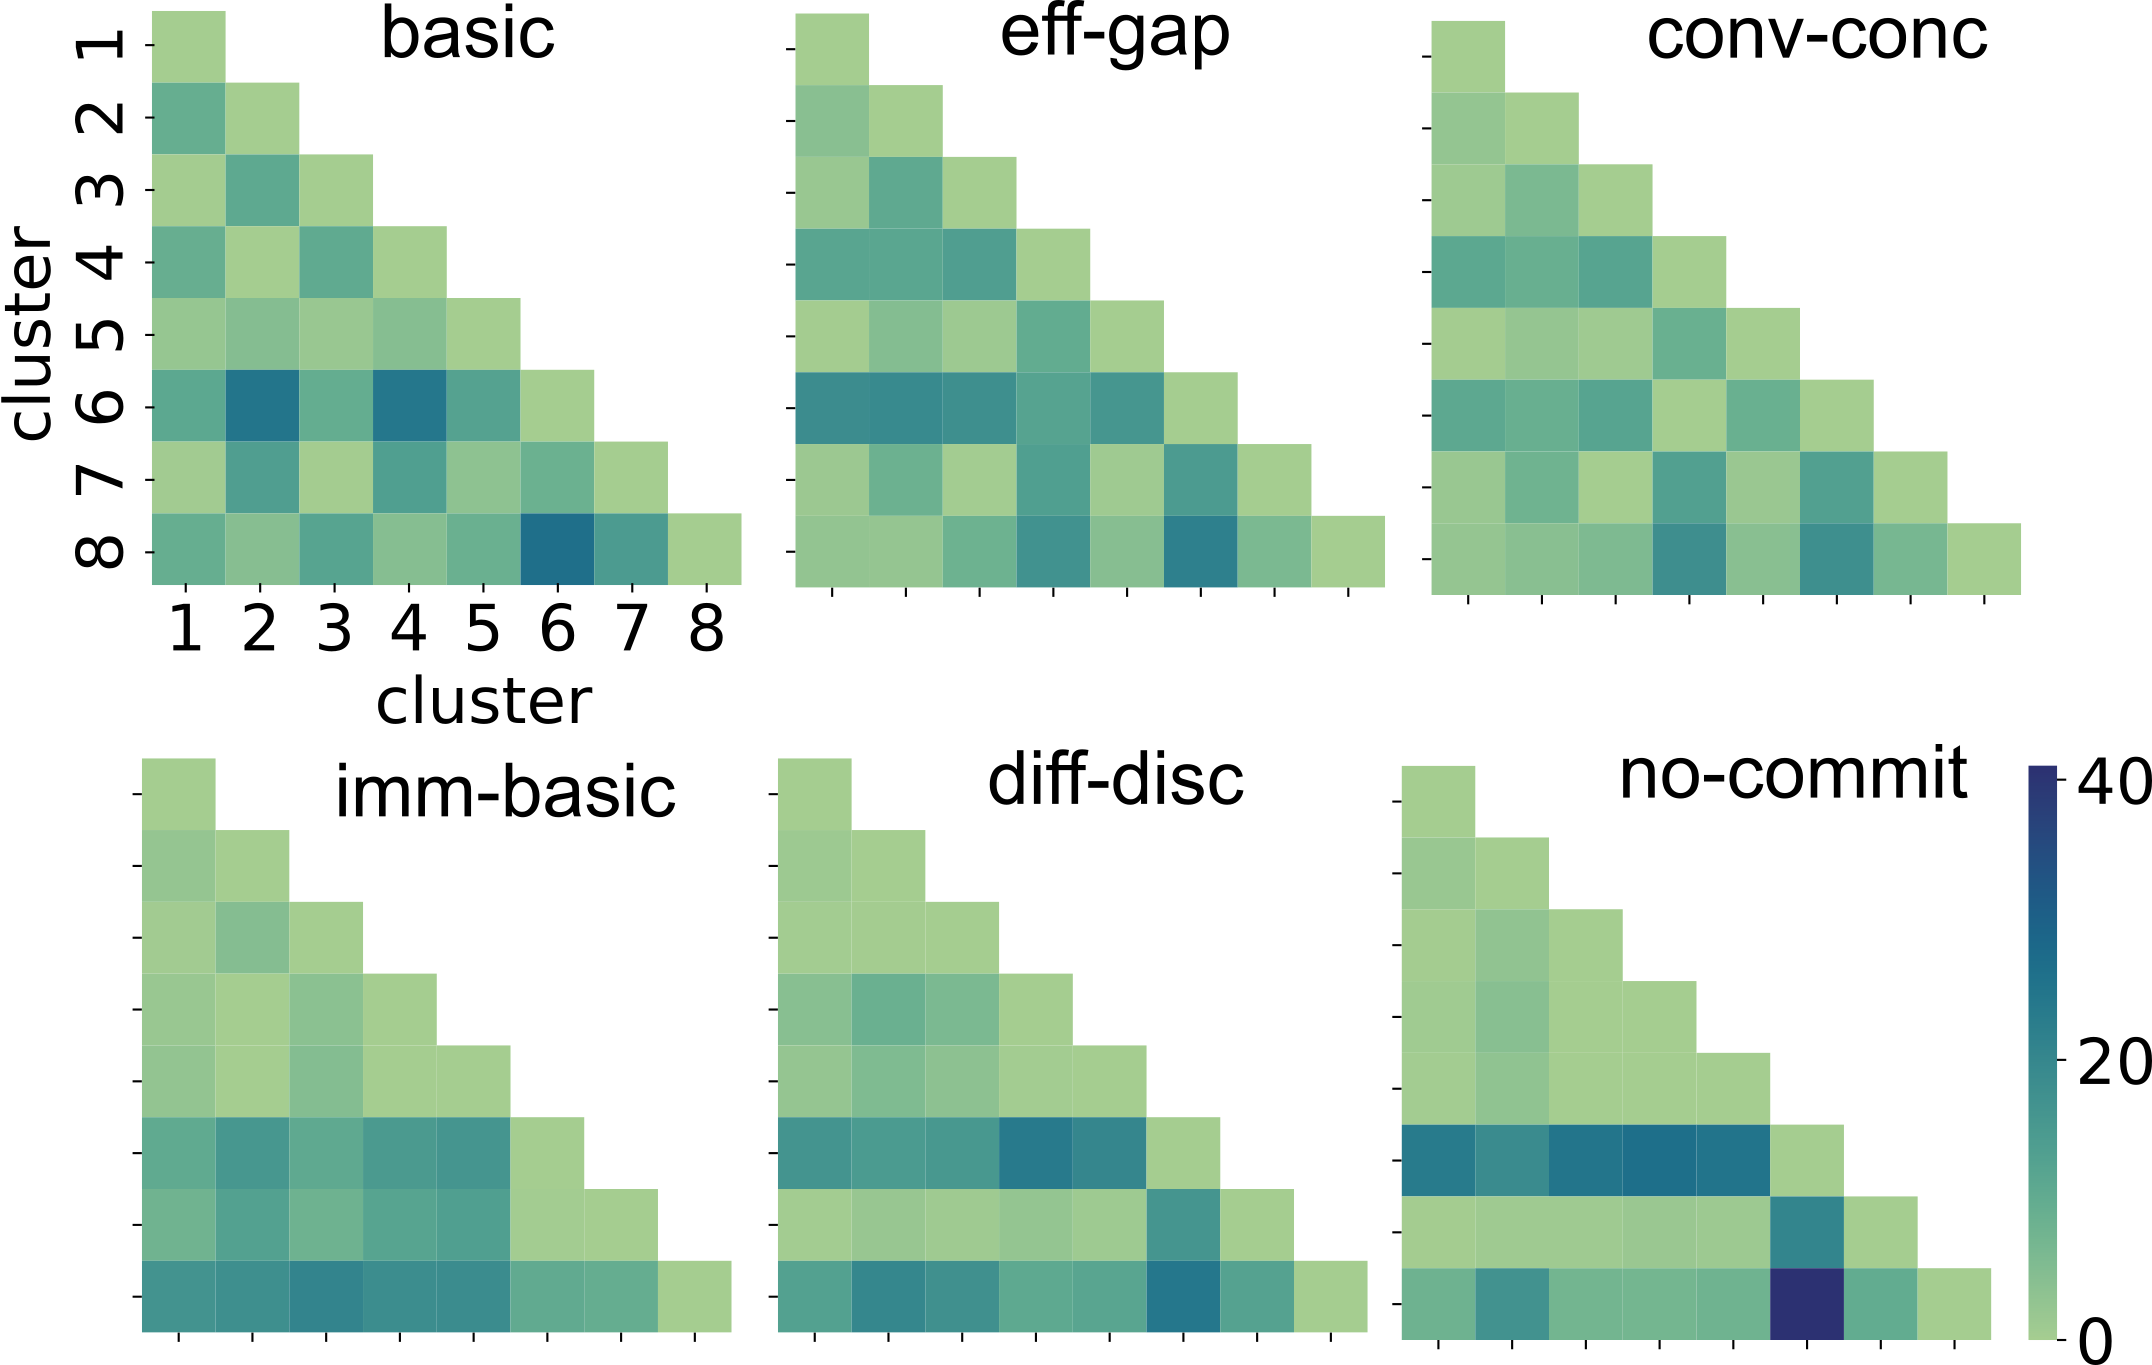 basic
eff-gap
conv-conc
cluster
1
2
3
4
5
6
7
8
1 2 3 4 5 6 7 8
cluster
imm-basic
diff-disc
no-commit
40
20
0